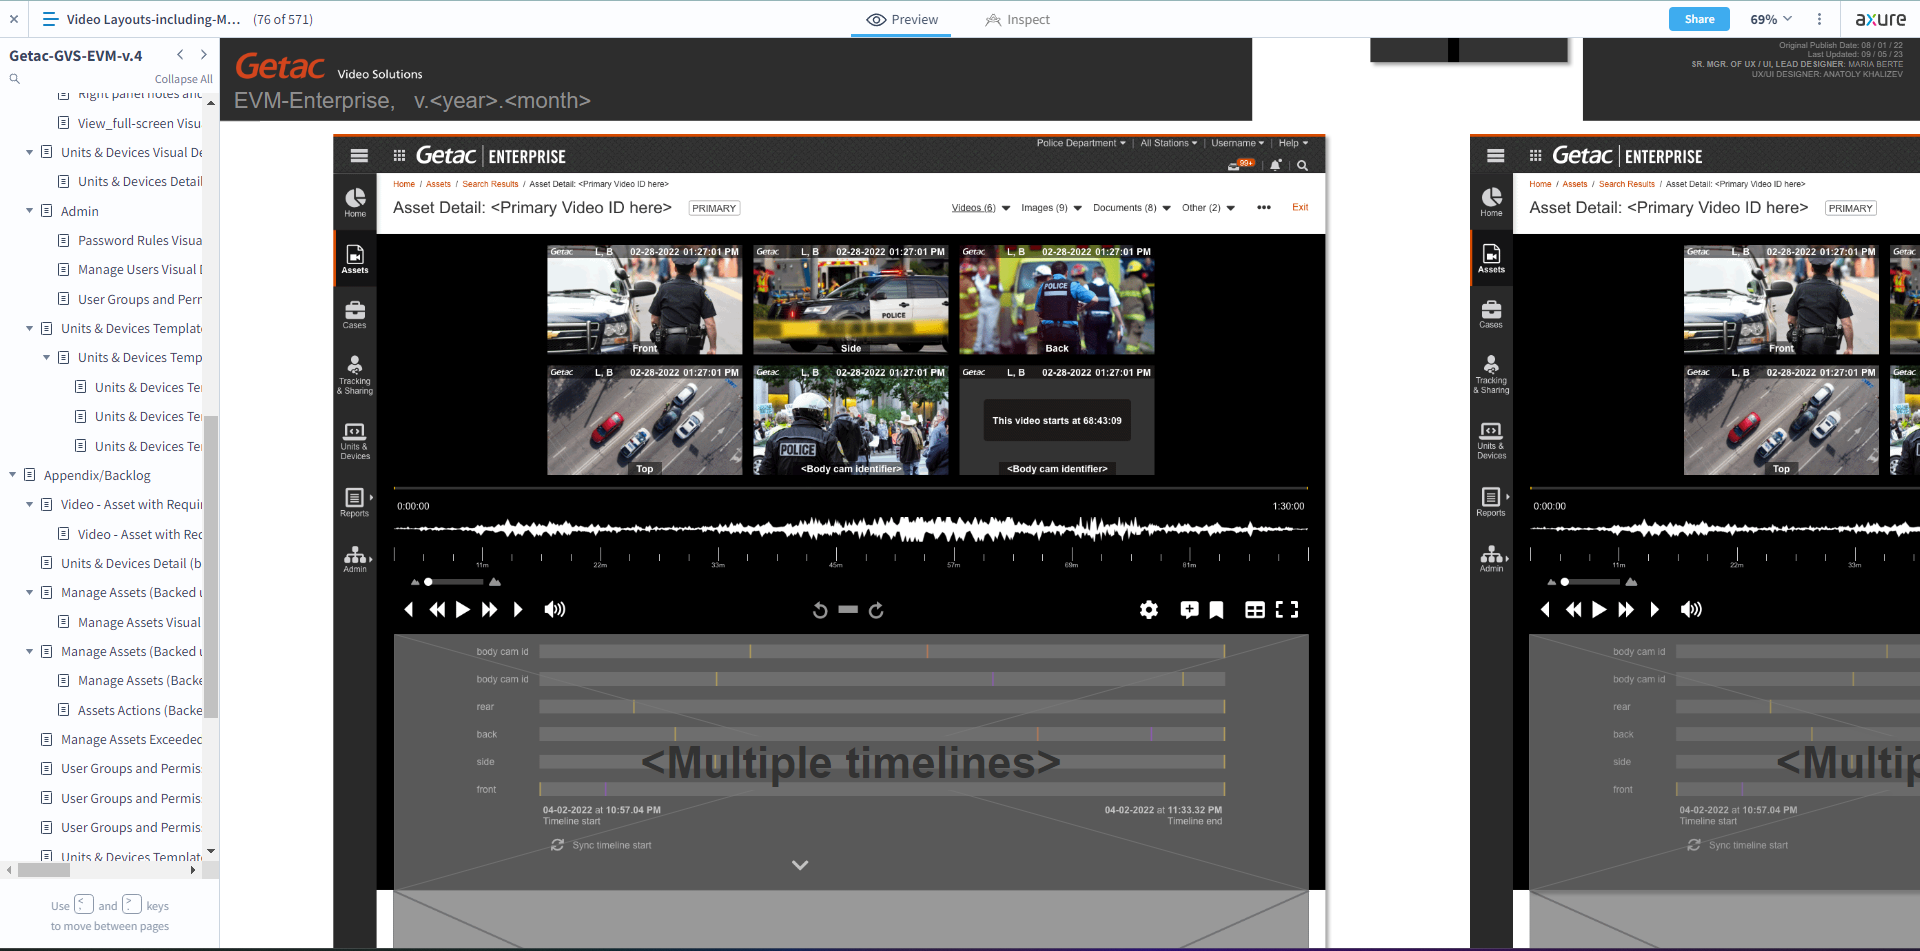 Video Layouts-including-M... (76 of 571)
Preview
Inspect
Share
69%
axure
Getac-GVS-EVM-v.4
Collapse All
Right panel notes and
View_full-screen Visu
Units & Devices Visual De
Units & Devices Detail
Admin
Password Rules Visua
Manage Users Visual D
User Groups and Perr
Units & Devices Template
Units & Devices Temp
Units & Devices Te
Units & Devices Te
Units & Devices Te
Appendix/Backlog
Video - Asset with Requir
Video - Asset with Rec
Units & Devices Detail (b
Manage Assets (Backed u
Manage Assets Visual
Manage Assets (Backed u
Manage Assets (Backe
Assets Actions (Backe
Manage Assets Exceeded
User Groups and Permis
User Groups and Permis
User Groups and Permis
Units & Devices Templat
Use < and > keys
to move between pages
Getac Video Solutions
EVM-Enterprise, v.<year>.<month>
Original Publish Date: 08 / 01 / 22
Last Updated: 09 / 05 / 23
SR. MGR. OF UX / UI, LEAD DESIGNER: MARIA BERTE
UX/UI DESIGNER: ANATOLY KHALIZEV
Getac ENTERPRISE
Police Department | All Stations | Username | Help
99+
Home
Assets
Cases
Tracking
& Sharing
Units &
Devices
Reports
Admin
Home / Assets / Search Results / Asset Detail: <Primary Video ID here>
Asset Detail: <Primary Video ID here> PRIMARY
Videos (6) Images (9) Documents (8) Other (2) ••• Exit
Getac L, B 02-28-2022 01:27:01 PM
POLICE
Front
Getac L, B 02-28-2022 01:27:01 PM
POLICE
Side
Getac L, B 02-28-2022 01:27:01 PM
POLICE
Back
Getac L, B 02-28-2022 01:27:01 PM
Top
Getac L, B 02-28-2022 01:27:01 PM
POLICE
<Body cam identifier>
Getac L, B 02-28-2022 01:27:01 PM
This video starts at 68:43:09
<Body cam identifier>
0:00:00 1:30:00
11m 22m 33m 45m 57m 69m 81m
body cam id
body cam id
rear
back
side
front
<Multiple timelines>
04-02-2022 at 10:57.04 PM
Timeline start
04-02-2022 at 11:33.32 PM
Timeline end
Sync timeline start
Getac ENTERPRISE
Home
Assets
Cases
Tracking
& Sharing
Units &
Devices
Reports
Admin
Home / Assets / Search Results / Asset Detail: <Primary Video ID here>
Asset Detail: <Primary Video ID here> PRIMARY
Getac L, B 02-28-2022 01:27:01 PM
Front
Getac
Getac L, B 02-28-2022 01:27:01 PM
Top
Getac
0:00:00
11m 22m 33m
body cam id
body cam id
rear
back
side
front
<Multip
04-02-2022 at 10:57.04 PM
Timeline start
Sync timeline start